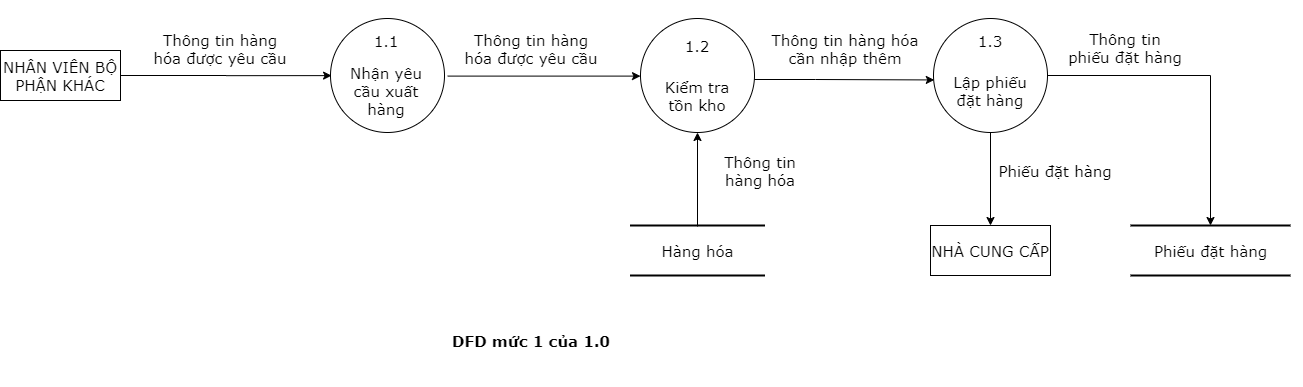 NHÂN VIÊN BỘ
PHẬN KHÁC
Thông tin hàng
hóa được yêu cầu
1.1
Nhận yêu
cầu xuất
hàng
Thông tin hàng
hóa được yêu cầu
1.2
Kiểm tra
tồn kho
Thông tin hàng hóa
cần nhập thêm
1.3
Lập phiếu
đặt hàng
Thông tin
phiếu đặt hàng
Thông tin
hàng hóa
Phiếu đặt hàng
Hàng hóa
NHÀ CUNG CẤP
Phiếu đặt hàng
DFD mức 1 của 1.0